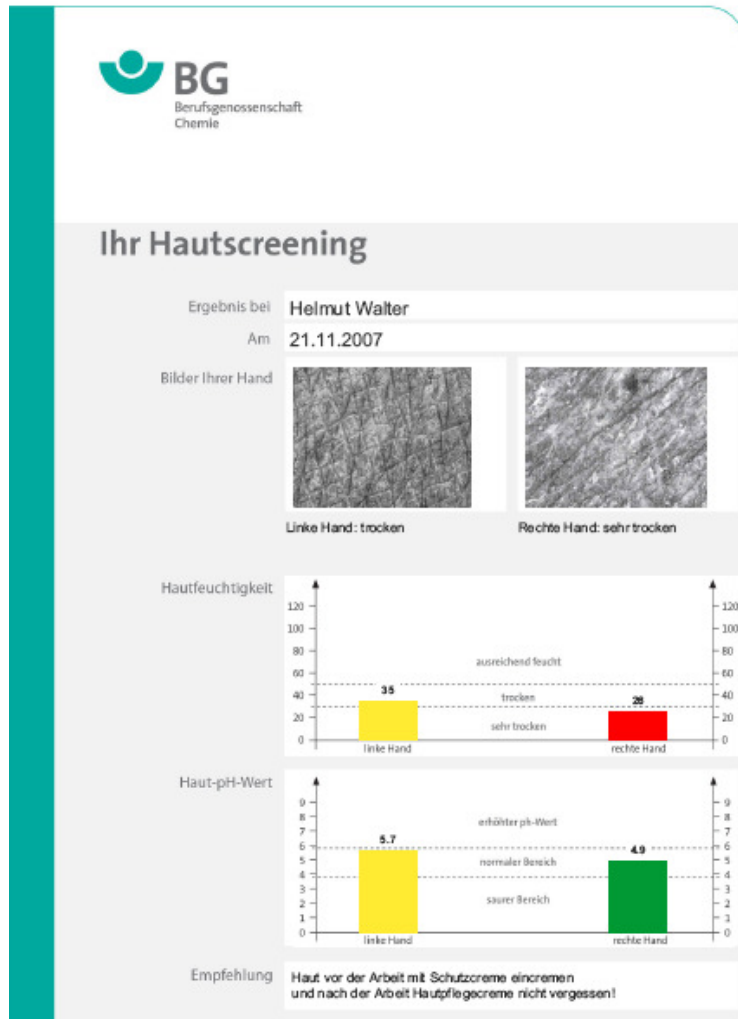 BG
Berufsgenossenschaft
Chemie
Ihr Hautscreening
Ergebnis bei Helmut Walter
Am 21.11.2007
Bilder Ihrer Hand
Linke Hand: trocken Rechte Hand: sehr trocken
Hautfeuchtigkeit
120 120
100 100
80 80
ausreichend feucht
60 60
35
40 trocken 26 40
20 sehr trocken 20
0 0
linke Hand rechte Hand
Haut-pH-Wert
9 9
8 erhöhter ph-Wert 8
7 7
6 5.7 4.9 6
5 normaler Bereich 5
4 4
3 3
2 saurer Bereich 2
1 1
0 0
linke Hand rechte Hand
Empfehlung Haut vor der Arbeit mit Schutzcreme eincremen
und nach der Arbeit Hautpflegecreme nicht vergessen!